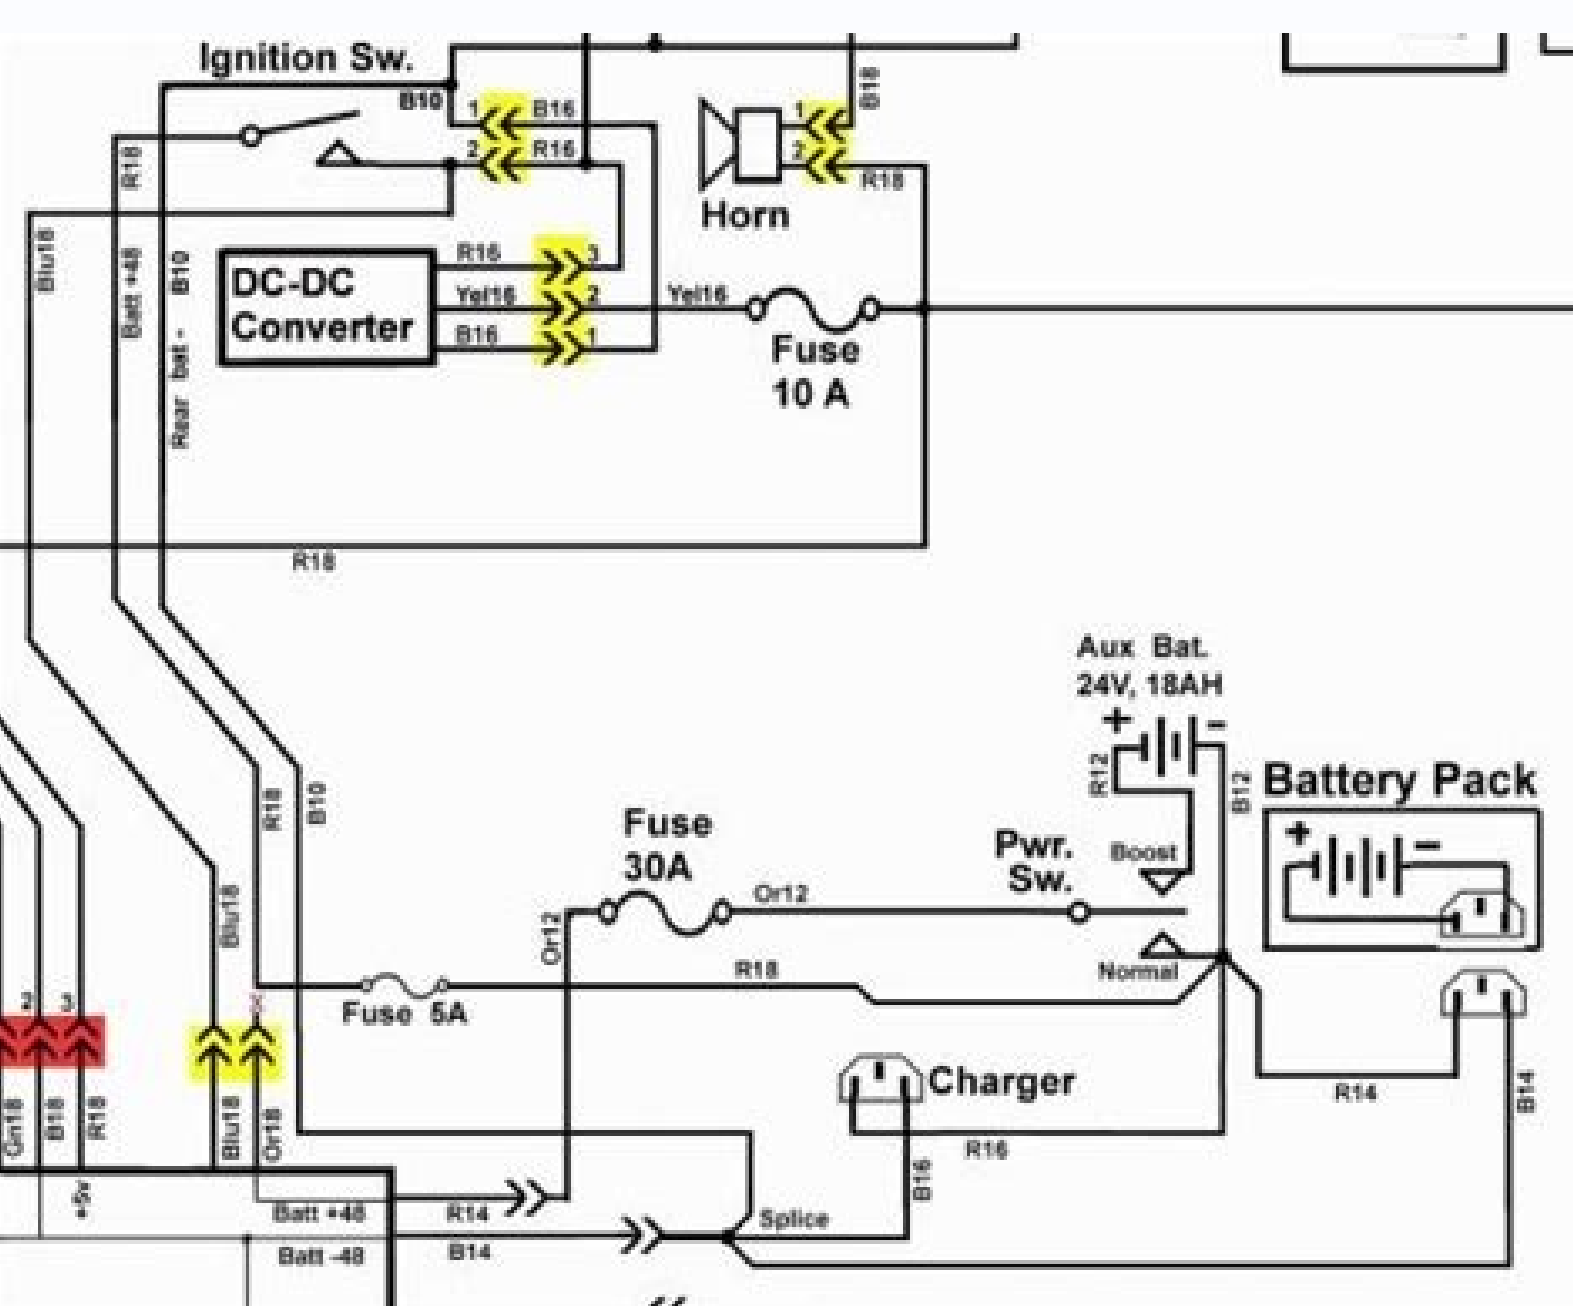 Ignition Sw.
B10
1
B16
2
R16
R18
Blu18
Batt +48
Rear bat - B10
B18
1
2
R18
Horn
DC-DC
Converter
R16
3
Yel16
2
Yel16
B16
1
Fuse
10 A
R18
Aux Bat.
24V, 18AH
+
-
R12
B12
Battery Pack
+
-
R18
B10
Fuse
30A
Or12
Or12
Pwr.
Sw.
Boost
Normal
Blu18
R18
Fuse 5A
2
3
Charger
R14
B14
Gn18
B18
R18
Blu18
Or18
R16
B16
+5v
Batt +48
R14
Splice
Batt -48
B14